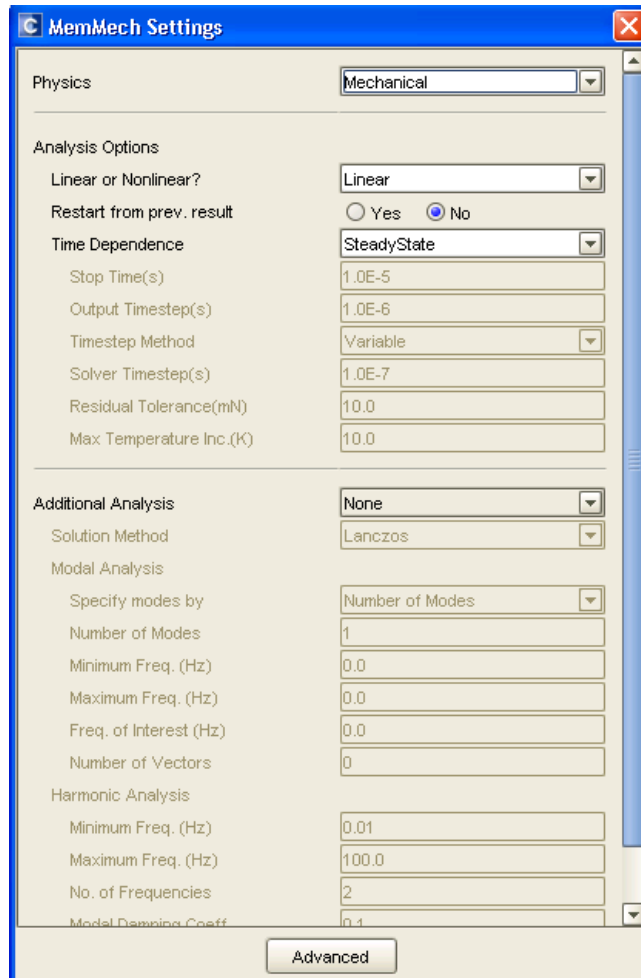 C MemMech Settings
Physics Mechanical
Analysis Options
Linear or Nonlinear? Linear
Restart from prev. result Yes No
Time Dependence SteadyState
Stop Time(s) 1.0E-5
Output Timestep(s) 1.0E-6
Timestep Method Variable
Solver Timestep(s) 1.0E-7
Residual Tolerance(mN) 10.0
Max Temperature Inc.(K) 10.0
Additional Analysis None
Solution Method Lanczos
Modal Analysis
Specify modes by Number of Modes
Number of Modes 1
Minimum Freq. (Hz) 0.0
Maximum Freq. (Hz) 0.0
Freq. of Interest (Hz) 0.0
Number of Vectors 0
Harmonic Analysis
Minimum Freq. (Hz) 0.01
Maximum Freq. (Hz) 100.0
No. of Frequencies 2
Modal Damping Coeff. 0.1
Advanced